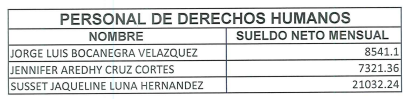 PERSONAL DE DERECHOS HUMANOS
NOMBRE SUELDO NETO MENSUAL
JORGE LUIS BOCANEGRA VELAZQUEZ 8541.1
JENNIFER AREDHY CRUZ CORTES 7321.36
SUSSET JAQUELINE LUNA HERNANDEZ 21032.24